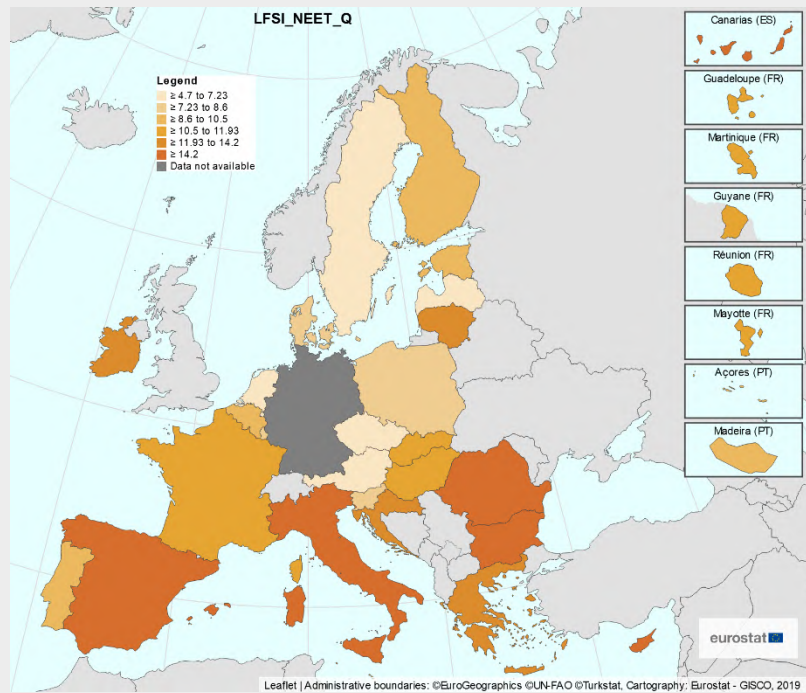 LFSI_NEET_Q
Legend
≥ 4.7 to 7.23
≥ 7.23 to 8.6
≥ 8.6 to 10.5
≥ 10.5 to 11.93
≥ 11.93 to 14.2
≥ 14.2
Data not available
Canarias (ES)
Guadeloupe (FR)
Martinique (FR)
Guyane (FR)
Réunion (FR)
Mayotte (FR)
Açores (PT)
Madeira (PT)
eurostat
Leaflet | Administrative boundaries: ©EuroGeographics ©UN-FAO ©Turkstat, Cartography: Eurostat - GISCO, 2019